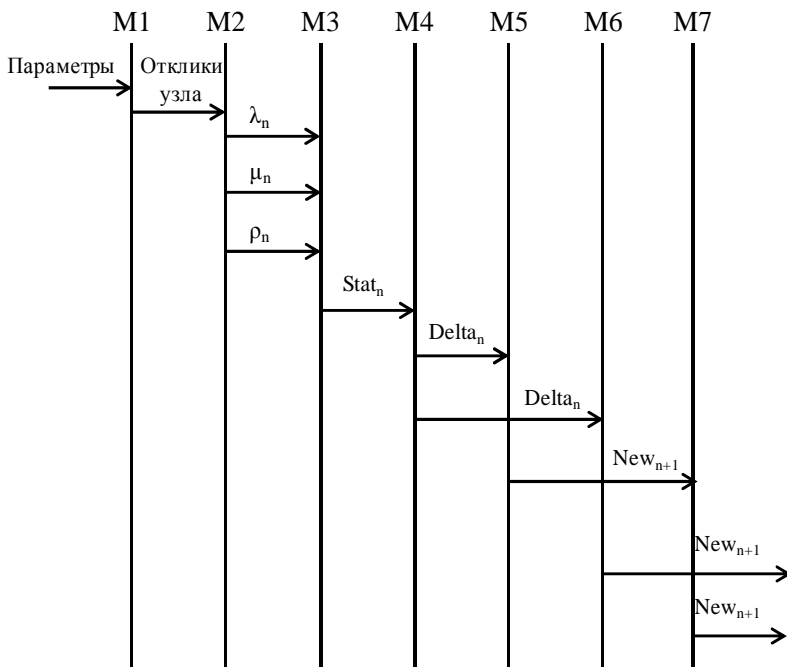 M1 M2 M3 M4 M5 M6 M7
Параметры
Отклики
узла
λn
μn
ρn
Statn
Deltan
Deltan
Newn+1
Newn+1
Newn+1